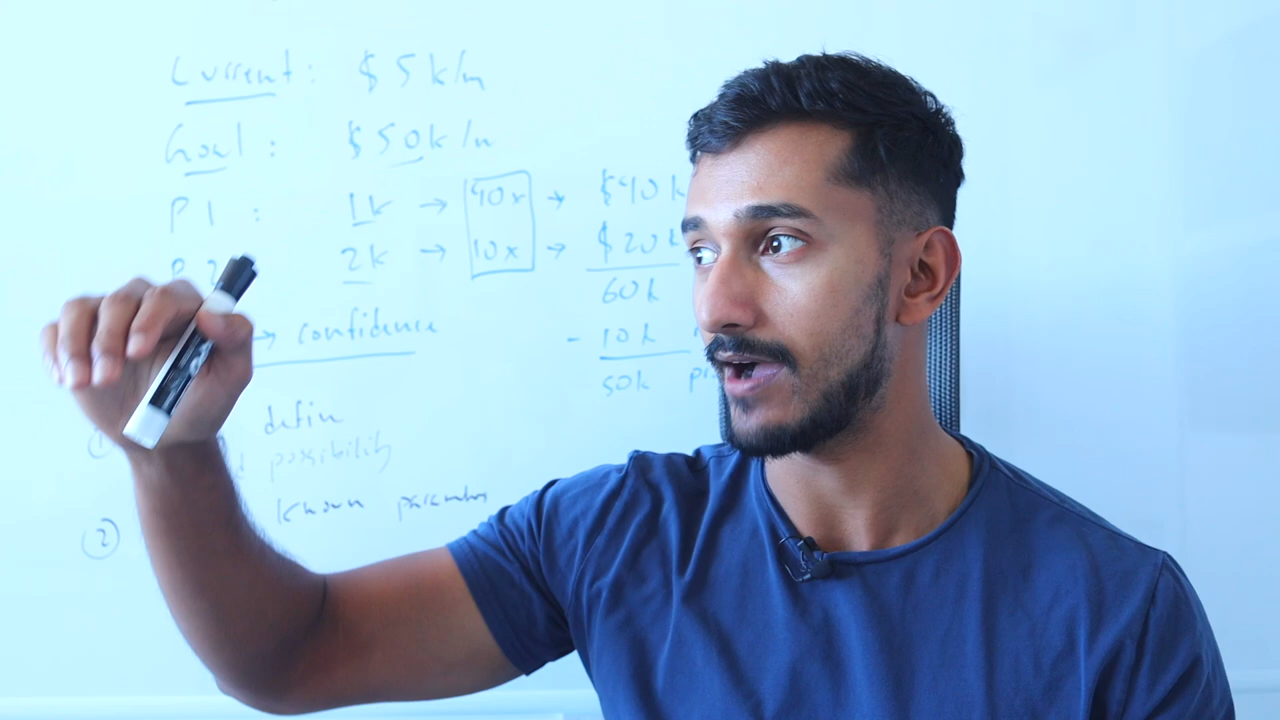 Current: $5k/m
Goal: $50k/m
P1: 1k → 40x → $40k
P2 2k → 10x → $20k
60k
→ confidence - 10k
50k
① define
possibility
known
②